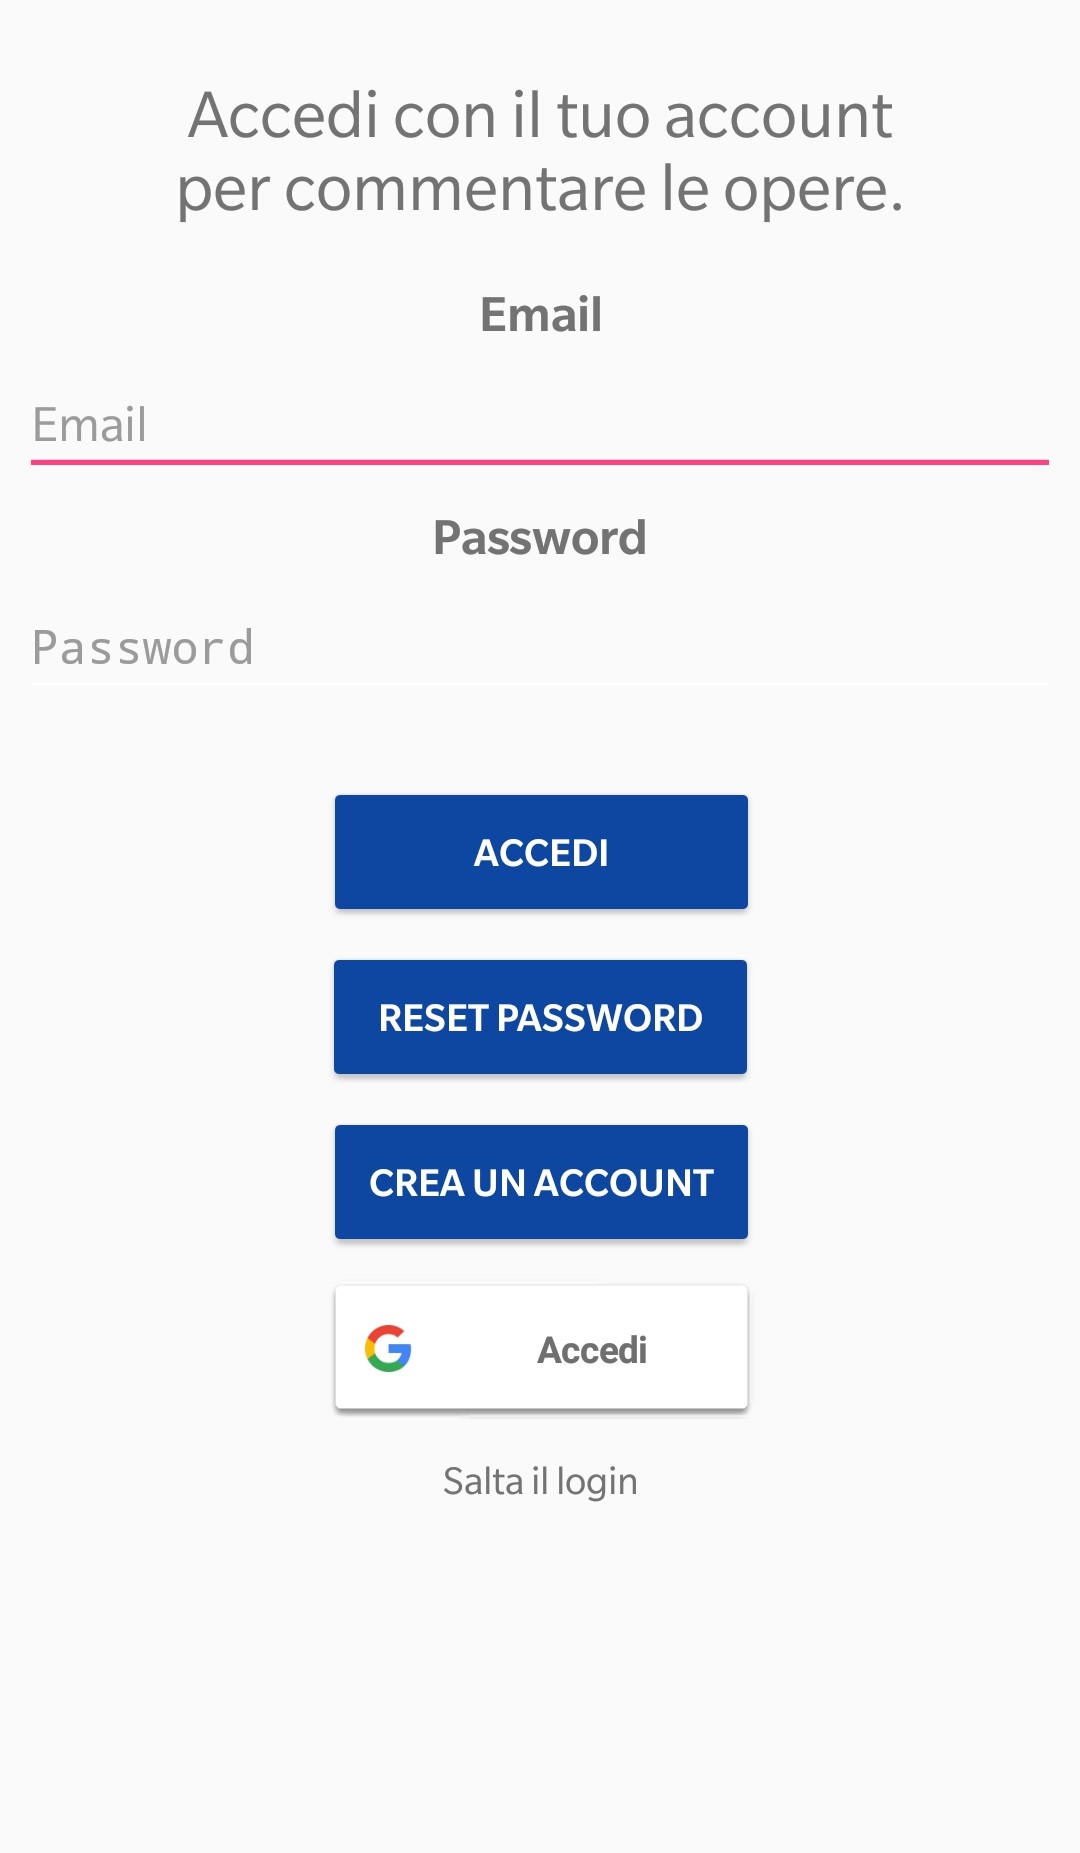 Accedi con il tuo account
per commentare le opere.
Email
Email
Password
Password
ACCEDI
RESET PASSWORD
CREA UN ACCOUNT
Accedi
Salta il login